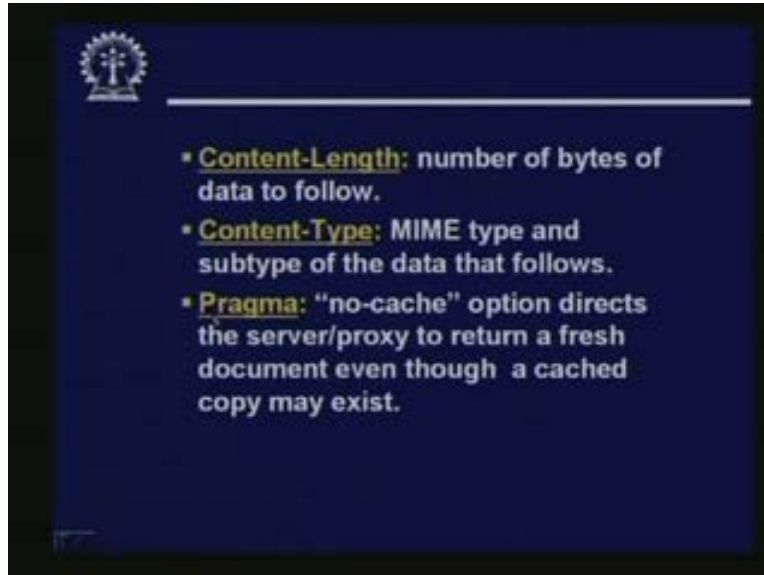 ▪ Content-Length: number of bytes of
data to follow.
▪ Content-Type: MIME type and
subtype of the data that follows.
▪ Pragma: “no-cache” option directs
the server/proxy to return a fresh
document even though a cached
copy may exist.